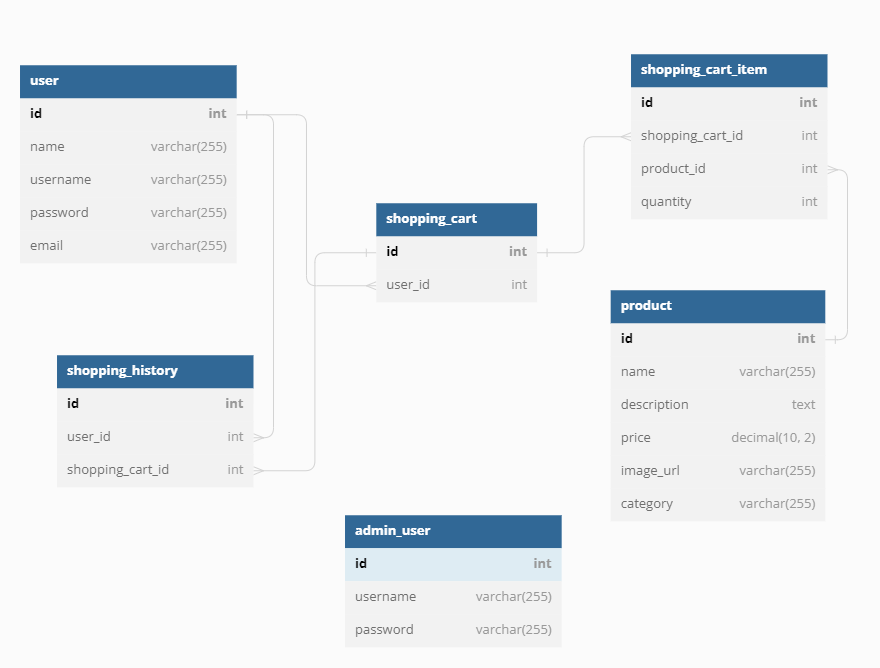 user
id int
name varchar(255)
username varchar(255)
password varchar(255)
email varchar(255)
shopping_history
id int
user_id int
shopping_cart_id int
shopping_cart
id int
user_id int
admin_user
id int
username varchar(255)
password varchar(255)
shopping_cart_item
id int
shopping_cart_id int
product_id int
quantity int
product
id int
name varchar(255)
description text
price decimal(10, 2)
image_url varchar(255)
category varchar(255)